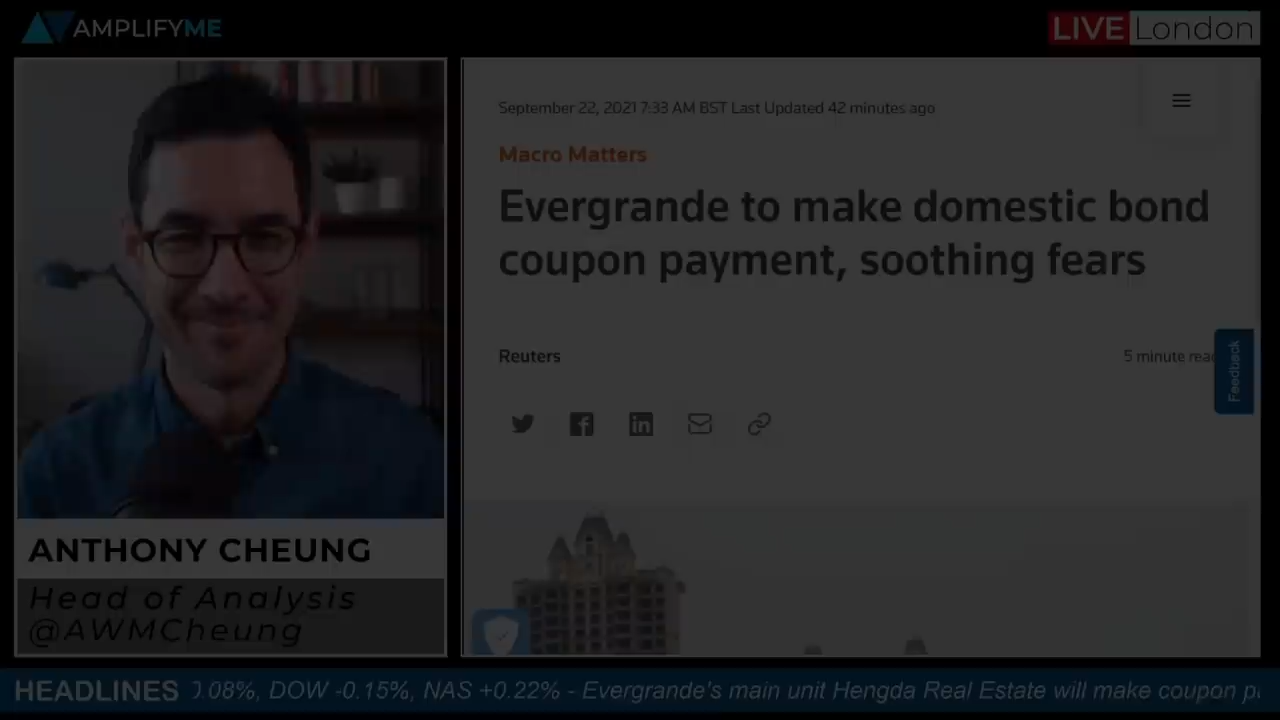 AMPLIFYME
LIVE London
September 22, 2021 7:33 AM BST Last Updated 42 minutes ago
Macro Matters
Evergrande to make domestic bond
coupon payment, soothing fears
Reuters
5 minute read
Feedback
ANTHONY CHEUNG
Head of Analysis
@AWMCheung
HEADLINES 0.08%, DOW -0.15%, NAS +0.22% - Evergrande's main unit Hengda Real Estate will make coupon